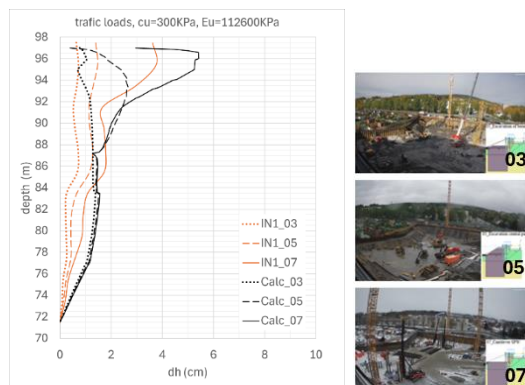 trafic loads, cu=300KPa, Eu=112600KPa
98
96
94
92
90
88
86
84
82
80
78
76
74
72
70
depth (m)
IN1_03
IN1_05
IN1_07
Calc_03
Calc_05
Calc_07
0
2
4
6
8
10
dh (cm)
03
05
07